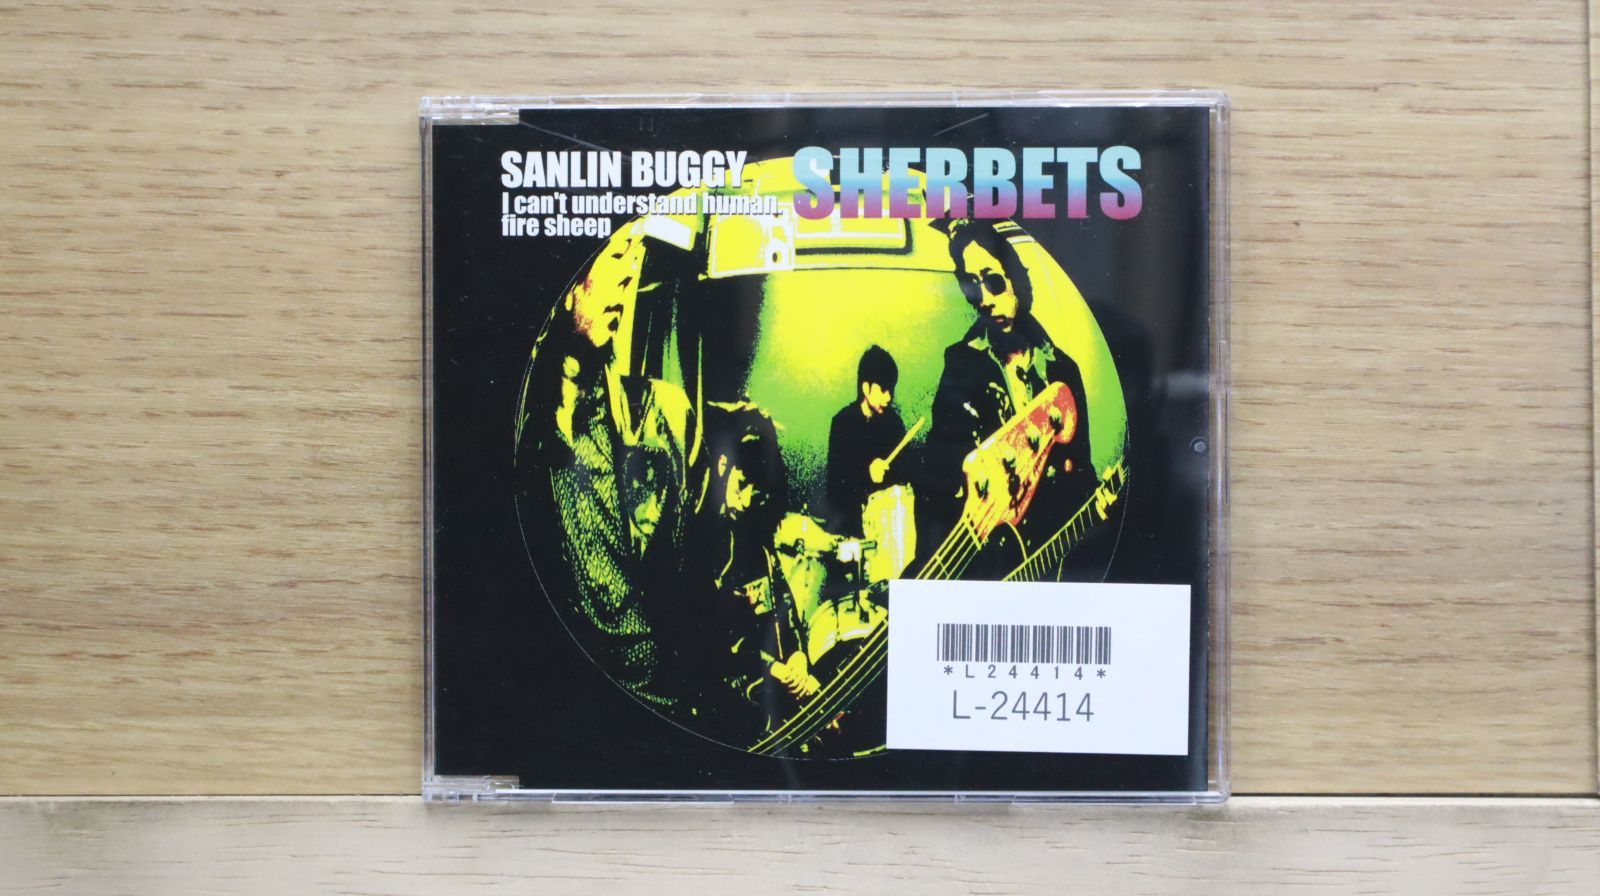 SANLIN BUGGY
I can't understand human.
fire sheep
SHERBETS
*L24414*
L-24414